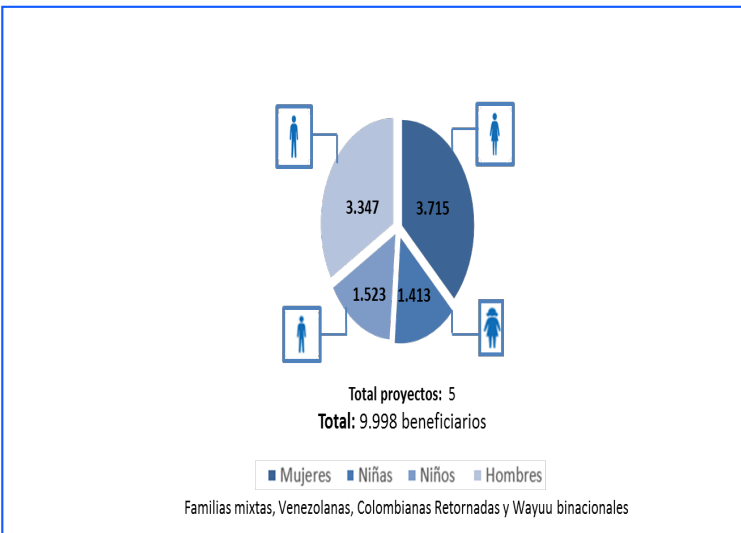 3.347
3.715
1.523
1.413
Total proyectos: 5
Total: 9.998 beneficiarios
Mujeres Niñas Niños Hombres
Familias mixtas, Venezolanas, Colombianas Retornadas y Wayuu binacionales